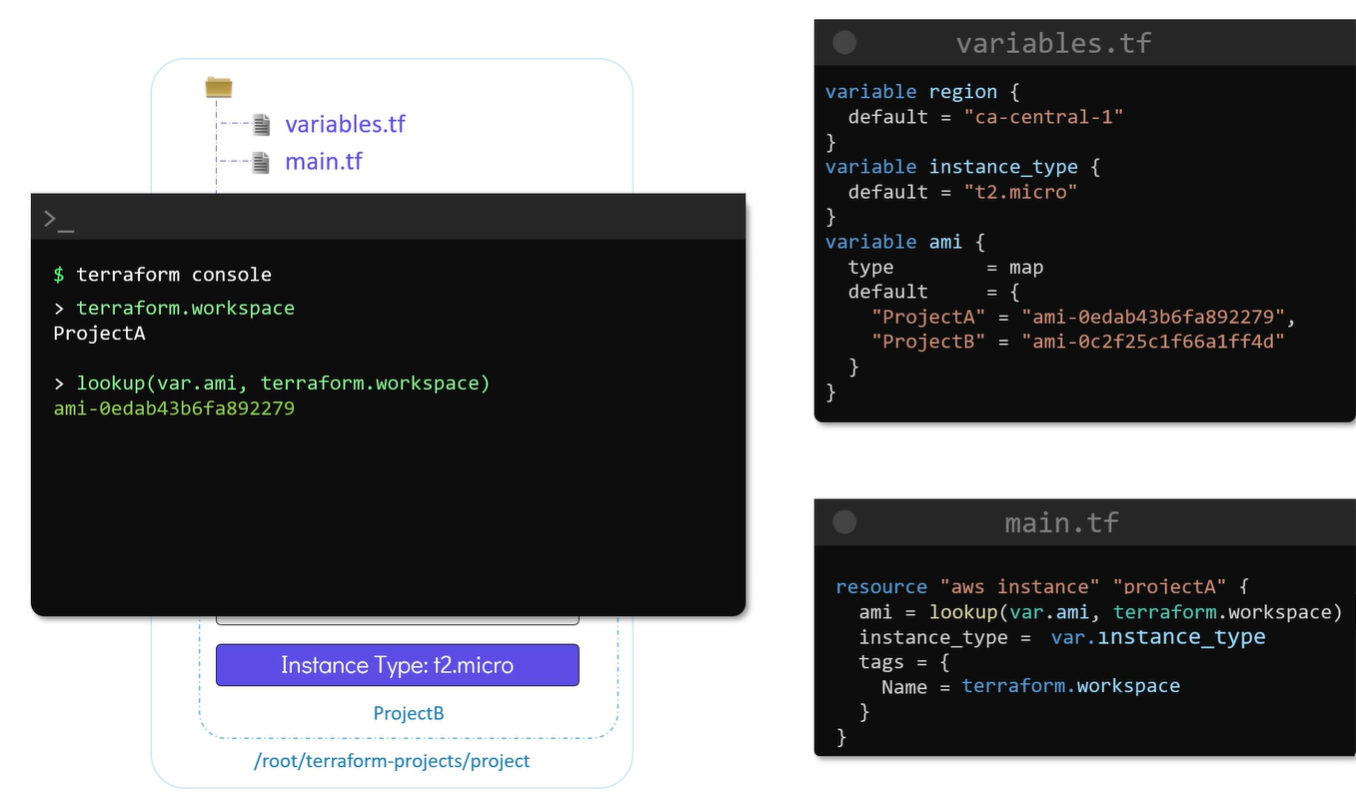 variables.tf
main.tf
>_
$ terraform console
> terraform.workspace
ProjectA
> lookup(var.ami, terraform.workspace)
ami-0edab43b6fa892279
Instance Type: t2.micro
ProjectB
/root/terraform-projects/project
variables.tf
variable region {
  default = "ca-central-1"
}
variable instance_type {
  default = "t2.micro"
}
variable ami {
  type        = map
  default     = {
    "ProjectA" = "ami-0edab43b6fa892279",
    "ProjectB" = "ami-0c2f25c1f66a1ff4d"
  }
}
main.tf
resource "aws instance" "projectA" {
  ami = lookup(var.ami, terraform.workspace)
  instance_type =  var.instance_type
  tags = {
    Name = terraform.workspace
  }
}